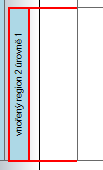 vnořený region 2 úrovně 1